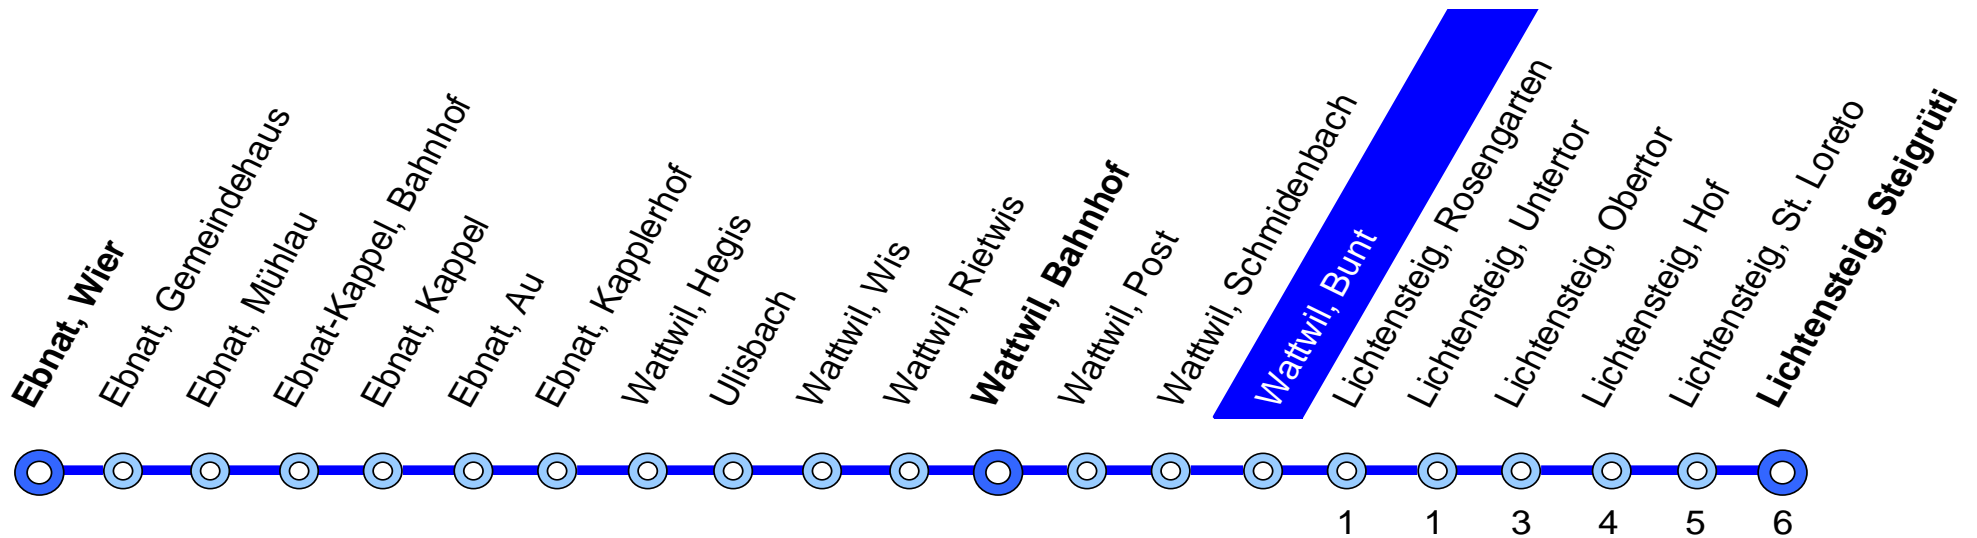 Ebnat, Wier
Ebnat, Gemeindehaus
Ebnat, Mühlau
Ebnat-Kappel, Bahnhof
Ebnat, Kappel
Ebnat, Au
Ebnat, Kapplerhof
Wattwil, Hegis
Ulisbach
Wattwil, Wis
Wattwil, Rietwis
Wattwil, Bahnhof
Wattwil, Post
Wattwil, Schmidenbach
Wattwil, Bunt
Lichtensteig, Rosengarten
Lichtensteig, Untertor
Lichtensteig, Obertor
Lichtensteig, Hof
Lichtensteig, St. Loreto
Lichtensteig, Steigrüti
1 1 3 4 5 6